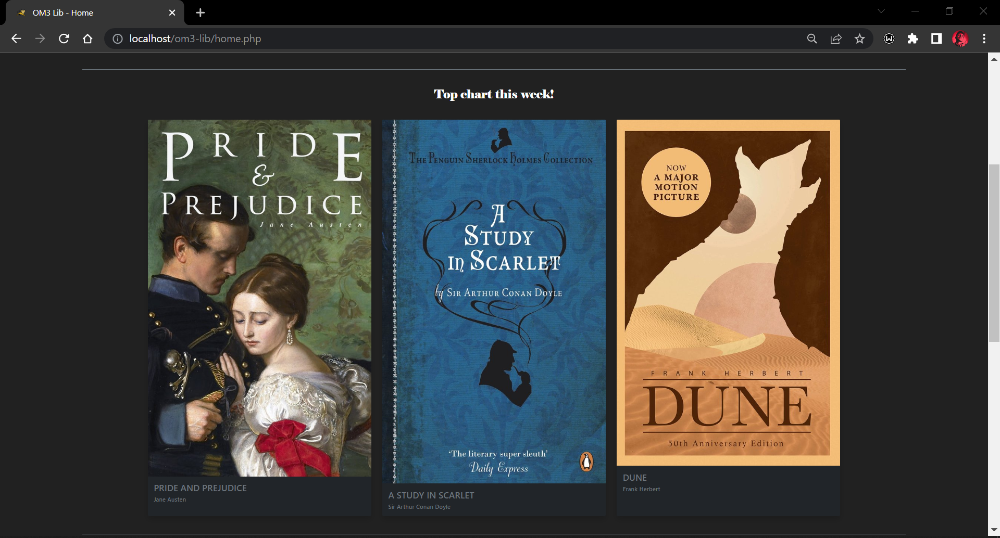 OM3 Lib - Home
localhost/om3-lib/home.php
Top chart this week!
PRIDE
&
PREJUDICE
Jane Austen
PRIDE AND PREJUDICE
Jane Austen
THE PENGUIN SHERLOCK HOLMES COLLECTION
A
STUDY
IN SCARLET
by SIR ARTHUR CONAN DOYLE
‘The literary super sleuth’
Daily Express
A STUDY IN SCARLET
Sir Arthur Conan Doyle
NOW
A MAJOR
MOTION
PICTURE
FRANK HERBERT
DUNE
50th Anniversary Edition
DUNE
Frank Herbert